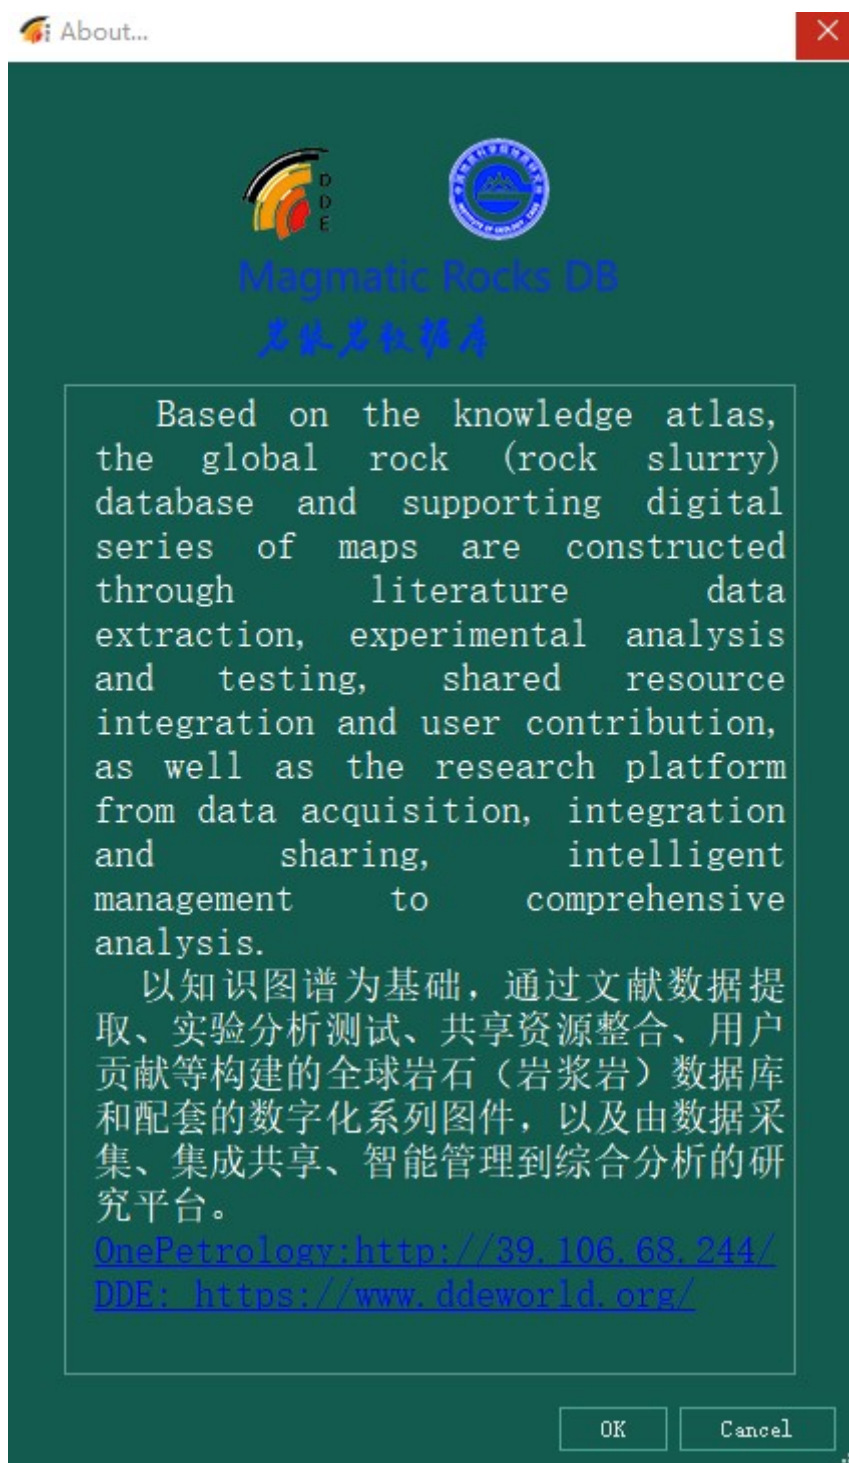 About...
D
D
E
INSTITUTE OF GEOLOGY CAGS
Magmatic Rocks DB
岩浆岩数据库
Based on the knowledge atlas,
the global rock (rock slurry)
database and supporting digital
series of maps are constructed
through literature data
extraction, experimental analysis
and testing, shared resource
integration and user contribution,
as well as the research platform
from data acquisition, integration
and sharing, intelligent
management to comprehensive
analysis.
以知识图谱为基础，通过文献数据提
取、实验分析测试、共享资源整合、用户
贡献等构建的全球岩石（岩浆岩）数据库
和配套的数字化系列图件，以及由数据采
集、集成共享、智能管理到综合分析的研
究平台。
OnePetrology:http://39.106.68.244/
DDE: https://www.ddeworld.org/
OK Cancel